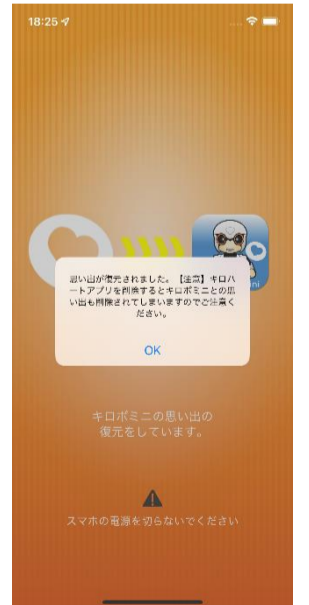 18:25
思い出が復元されました。【注意】キロハ
ートアプリを削除するとキロボミニとの思
い出も削除されてしまいますのでご注意く
ださい。
OK
キロボミニの思い出の
復元をしています。
スマホの電源を切らないでください